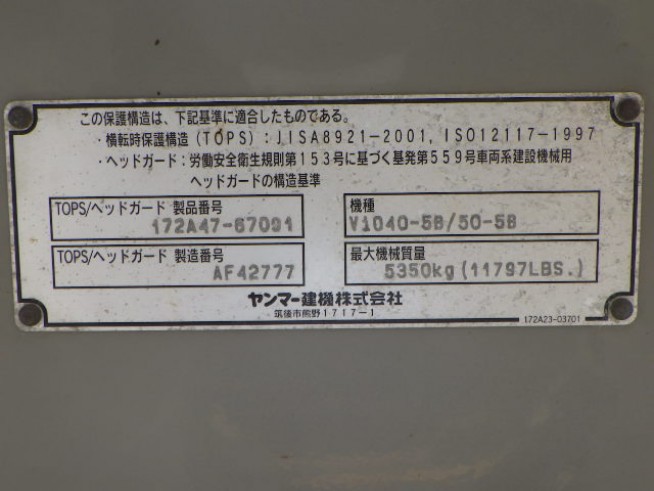 この保護構造は、下記基準に適合したものである。
・横転時保護構造(TOPS):JISA8921-2001, ISO12117-1997
・ヘッドガード:労働安全衛生規則第153号に基づく基発第559号車両系建設機械用
ヘッドガードの構造基準
TOPS/ヘッドガード 製品番号
172A47-67091
機種
V1040-5B/50-5B
TOPS/ヘッドガード 製造番号
AF42777
最大機械質量
5350kg(11797LBS.)
ヤンマー建機株式会社
筑後市熊野1717-1
172A23-03701